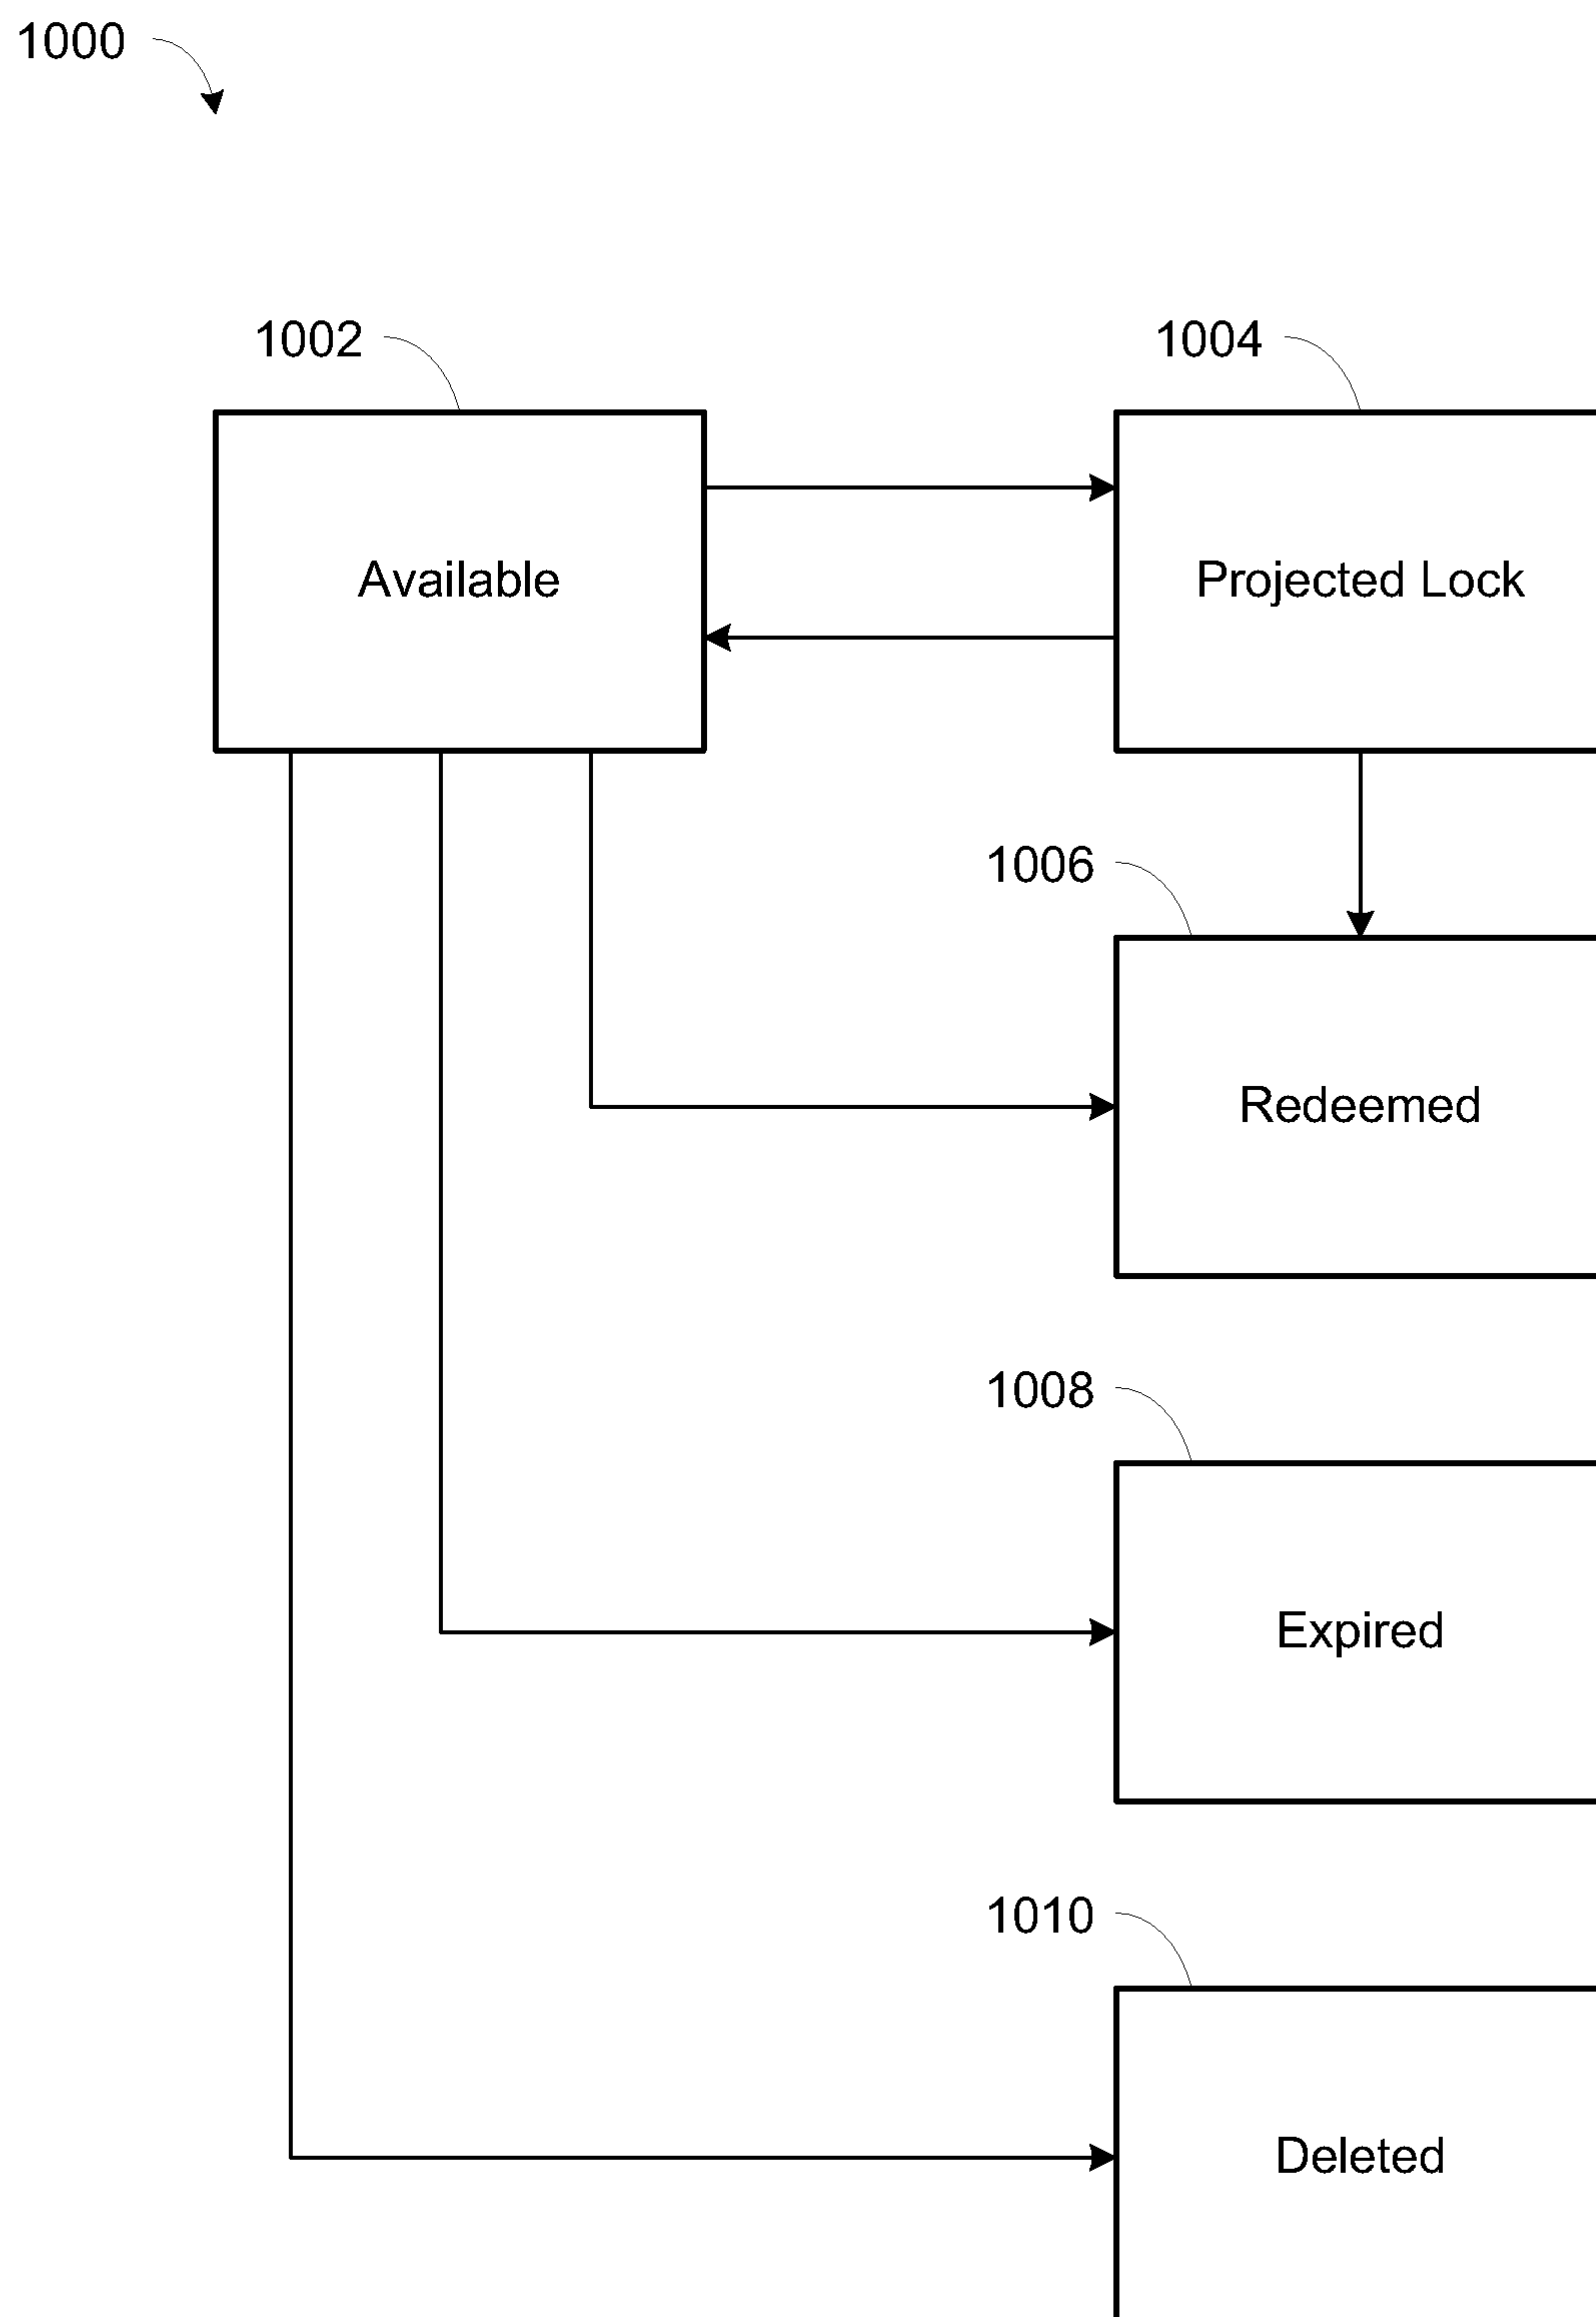 1000
1002
1004
Available
Projected Lock
1006
Redeemed
1008
Expired
1010
Deleted